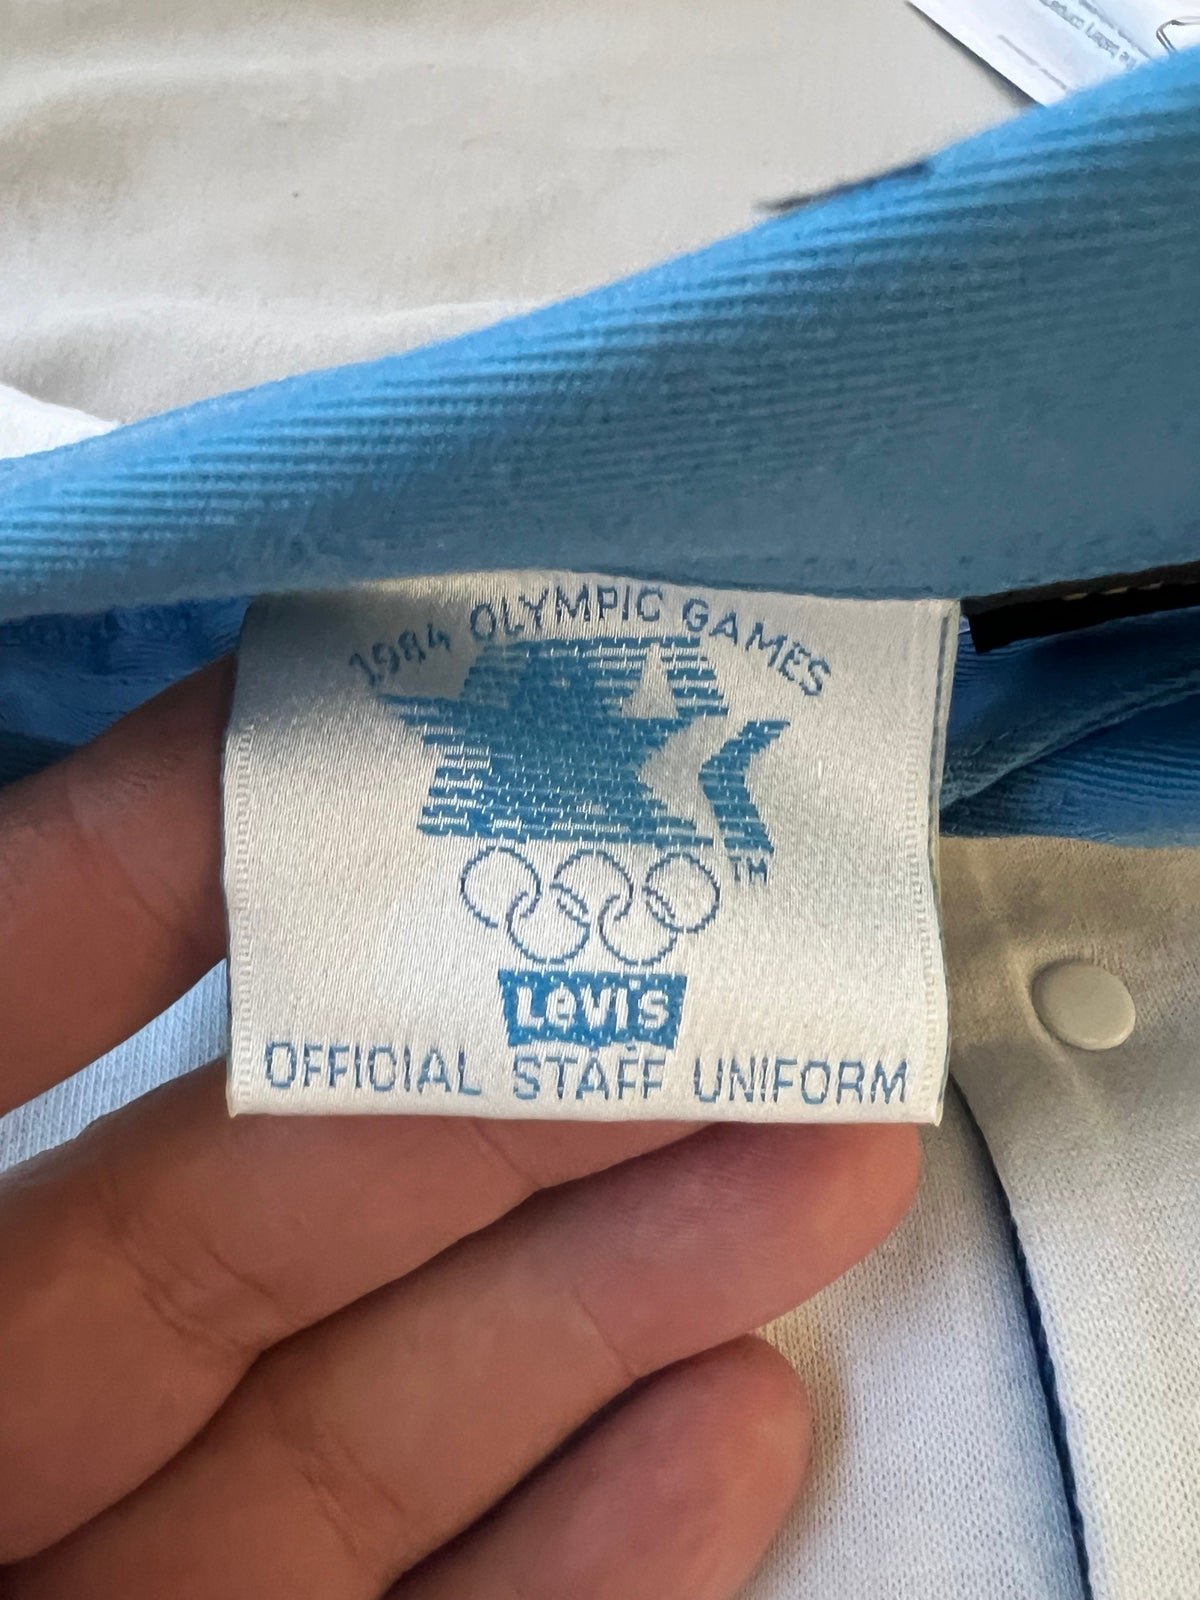 1984 OLYMPIC GAMES
TM
Levi's
OFFICIAL STAFF UNIFORM